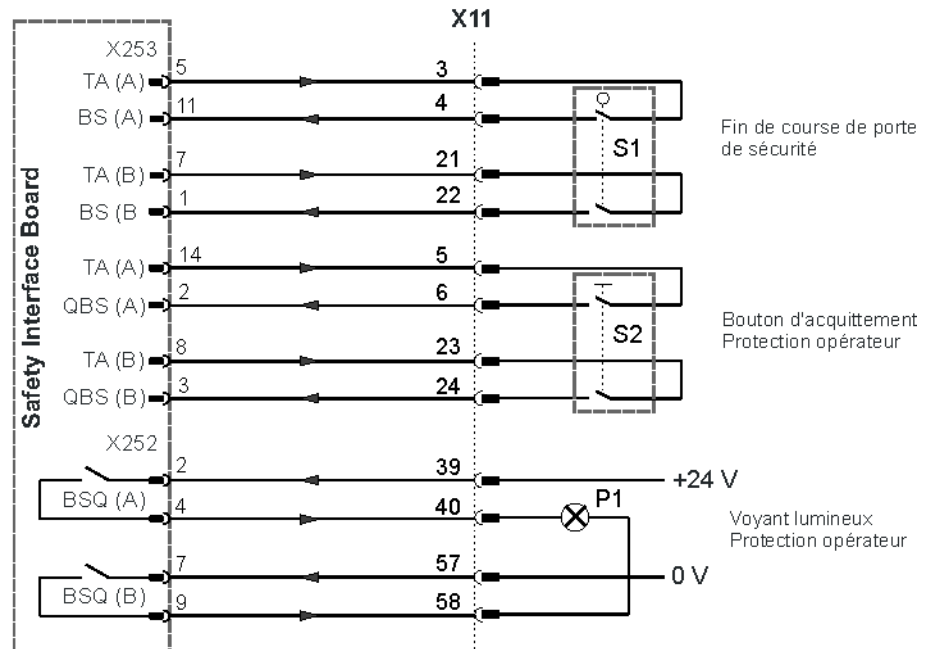 X11
X253
TA (A) 5 3
BS (A) 11 4
S1
Fin de course de porte
de sécurité
TA (B) 7 21
BS (B 1 22
Safety Interface Board
TA (A) 14 5
QBS (A) 2 6
S2
Bouton d'acquittement
Protection opérateur
TA (B) 8 23
QBS (B) 3 24
X252
2 39 +24 V
BSQ (A)
4 40 P1
Voyant lumineux
Protection opérateur
7 57 0 V
BSQ (B)
9 58